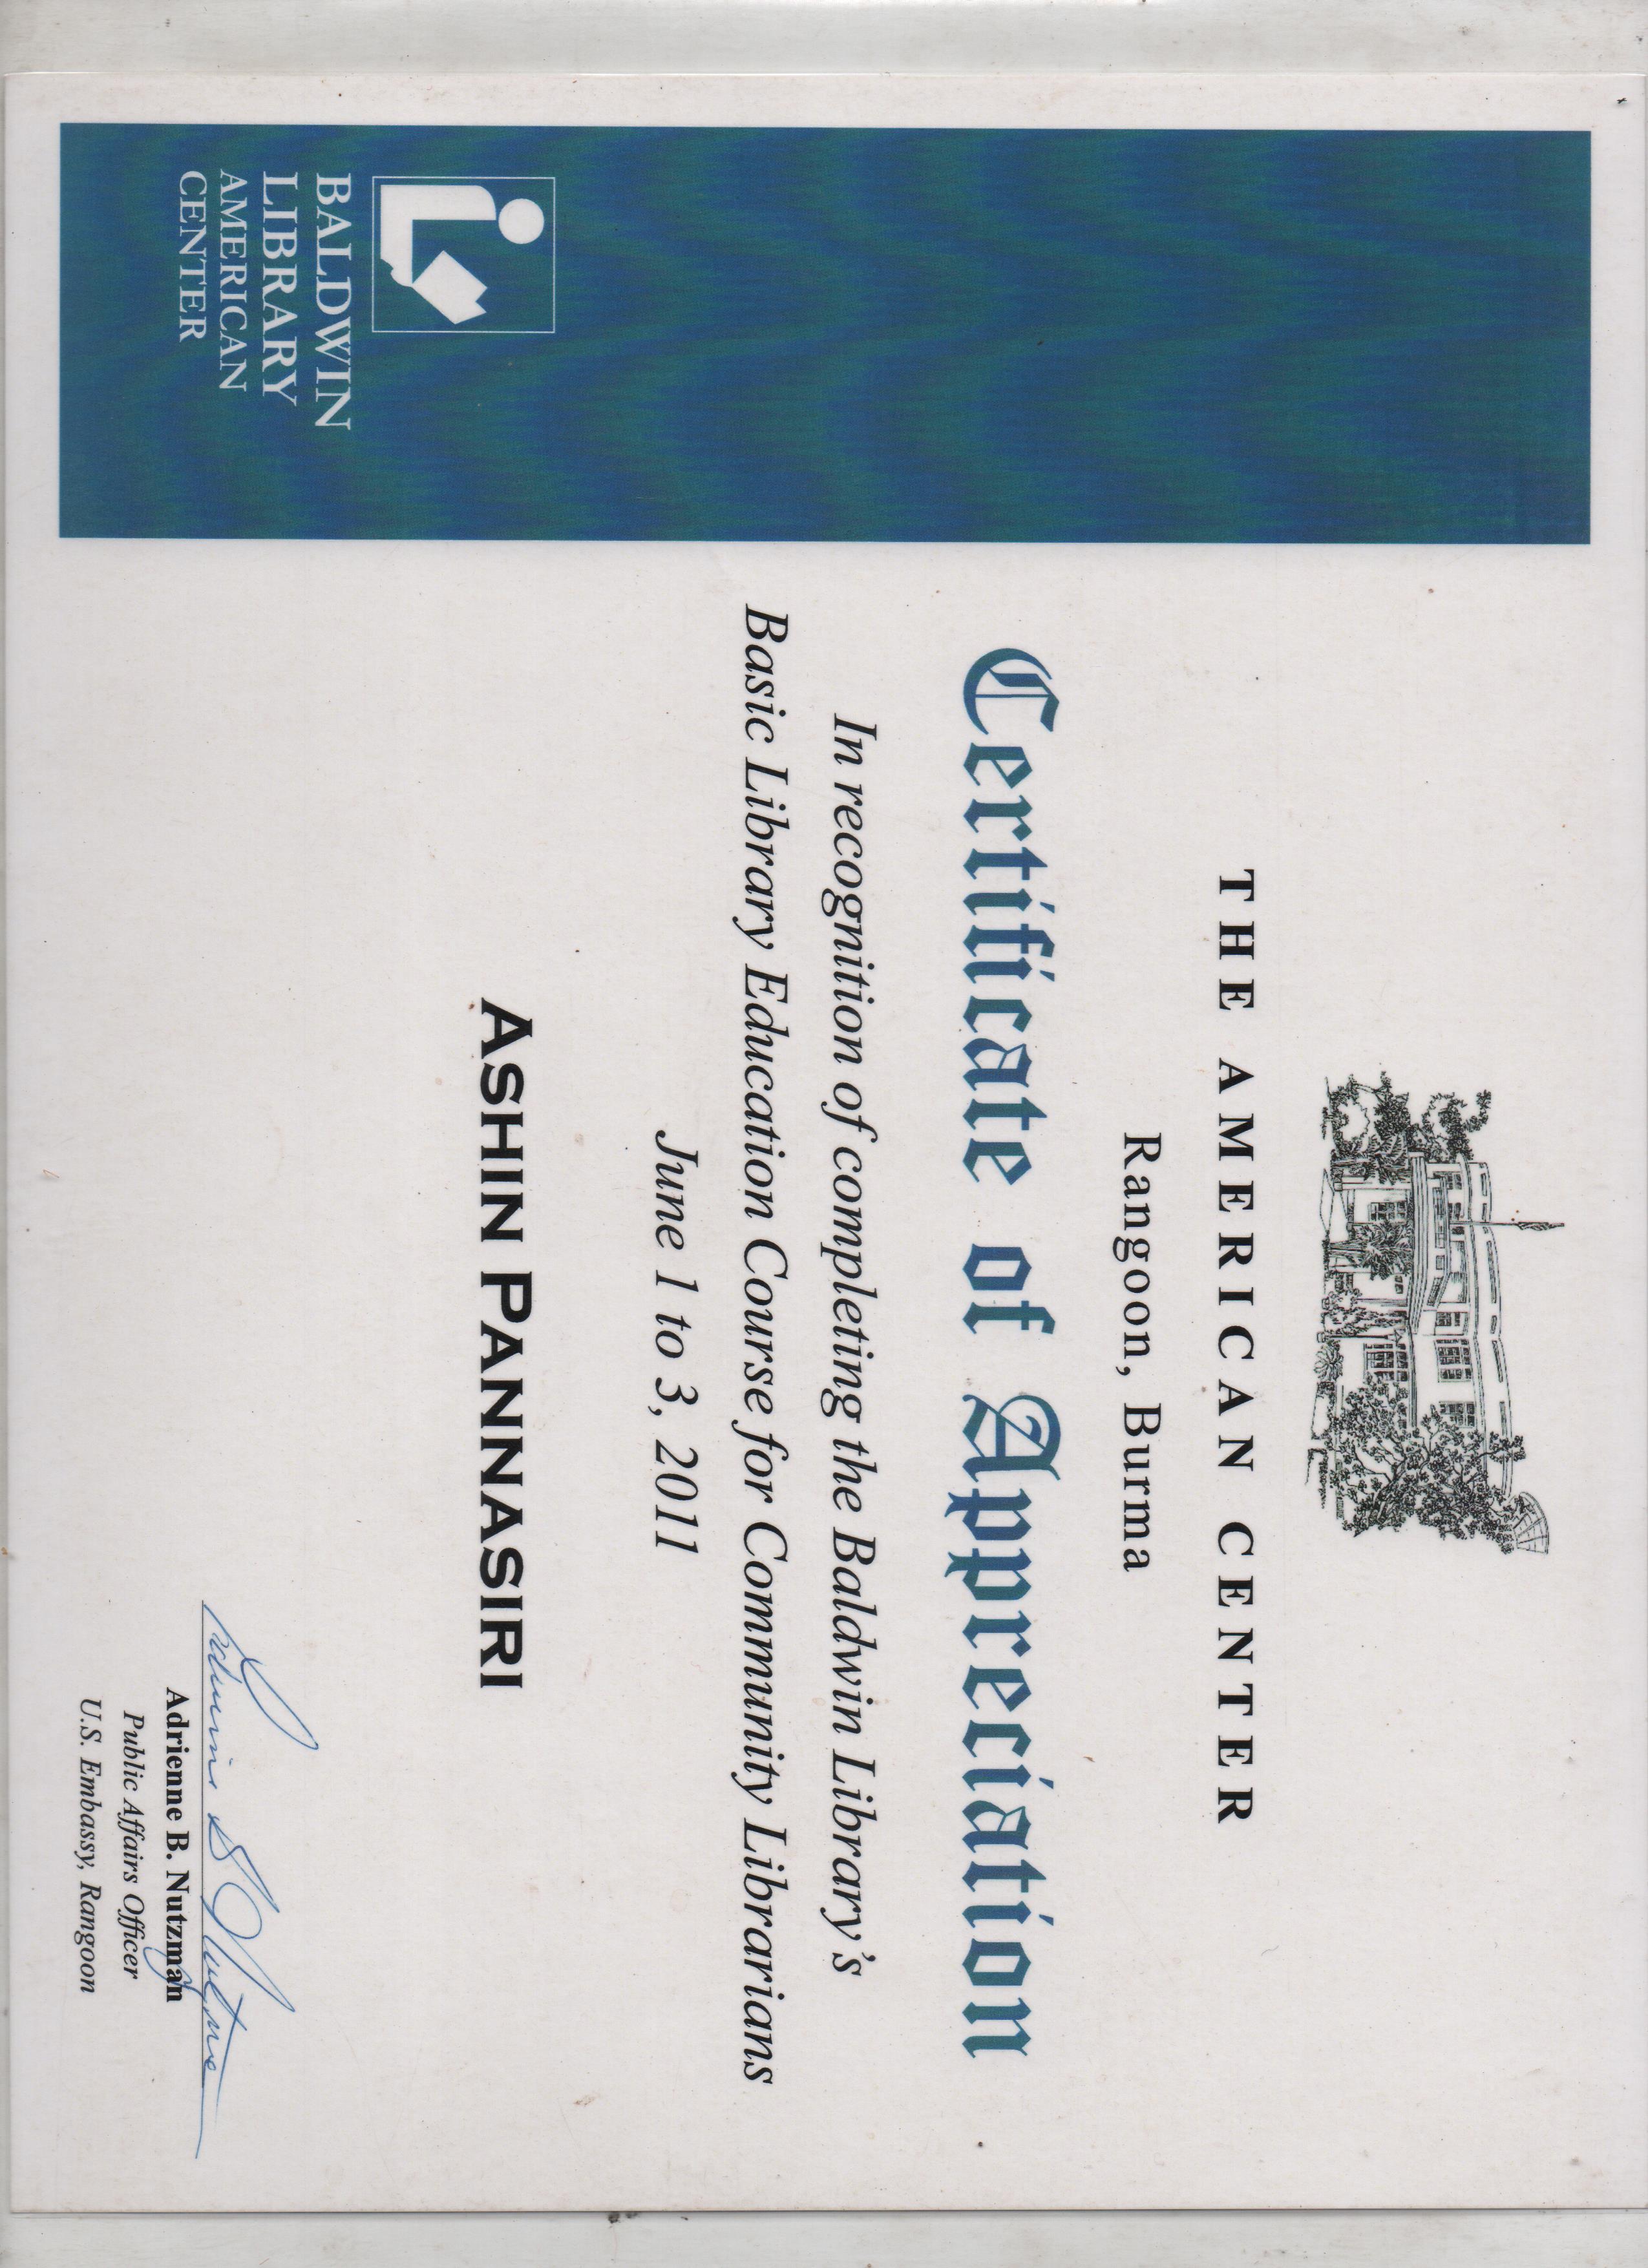 THE AMERICAN CENTER
Rangoon, Burma
Certificate of Appreciation
In recognition of completing the Baldwin Library’s
Basic Library Education Course for Community Librarians
June 1 to 3, 2011
ASHIN PANNASIRI
BALDWIN
LIBRARY
AMERICAN
CENTER
Adrienne B. Nutzman
Adrienne B. Nutzman
Public Affairs Officer
U.S. Embassy, Rangoon